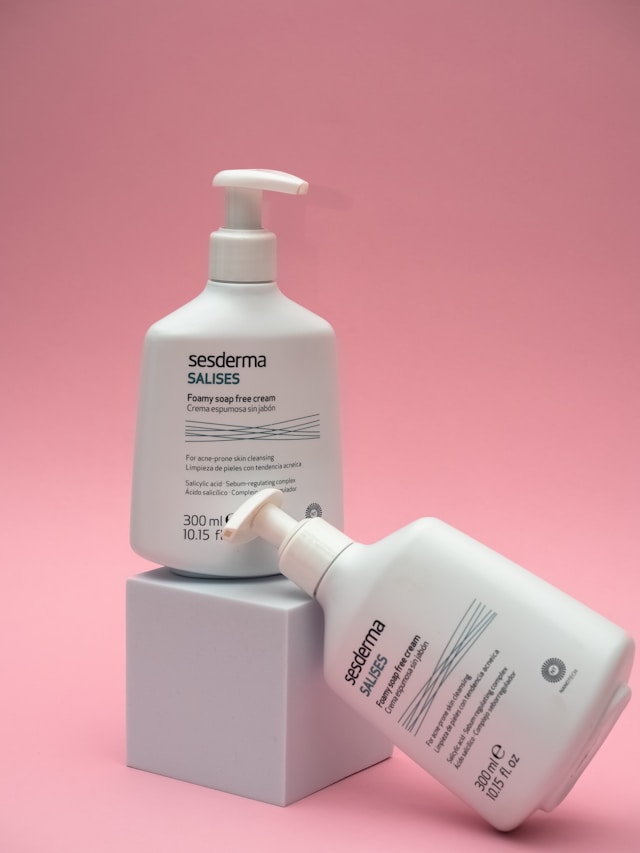 sesderma
SALISES
Foamy soap free cream
Crema espumosa sin jabón
For acne-prone skin cleansing
Limpieza de pieles con tendencia acneica
Salicylic acid · Sebum-regulating complex
Ácido salicílico ·
300 ml
10.15 fl
sesderma
SALISES
Foamy soap free cream
Crema espumosa sin jabón
For acne-prone skin cleansing
Limpieza de pieles con tendencia acneica
Salicylic acid · Sebum-regulating complex
Ácido salicílico · Complejo seborregulador
300 ml e
10.15 fl. oz
NANOTECH